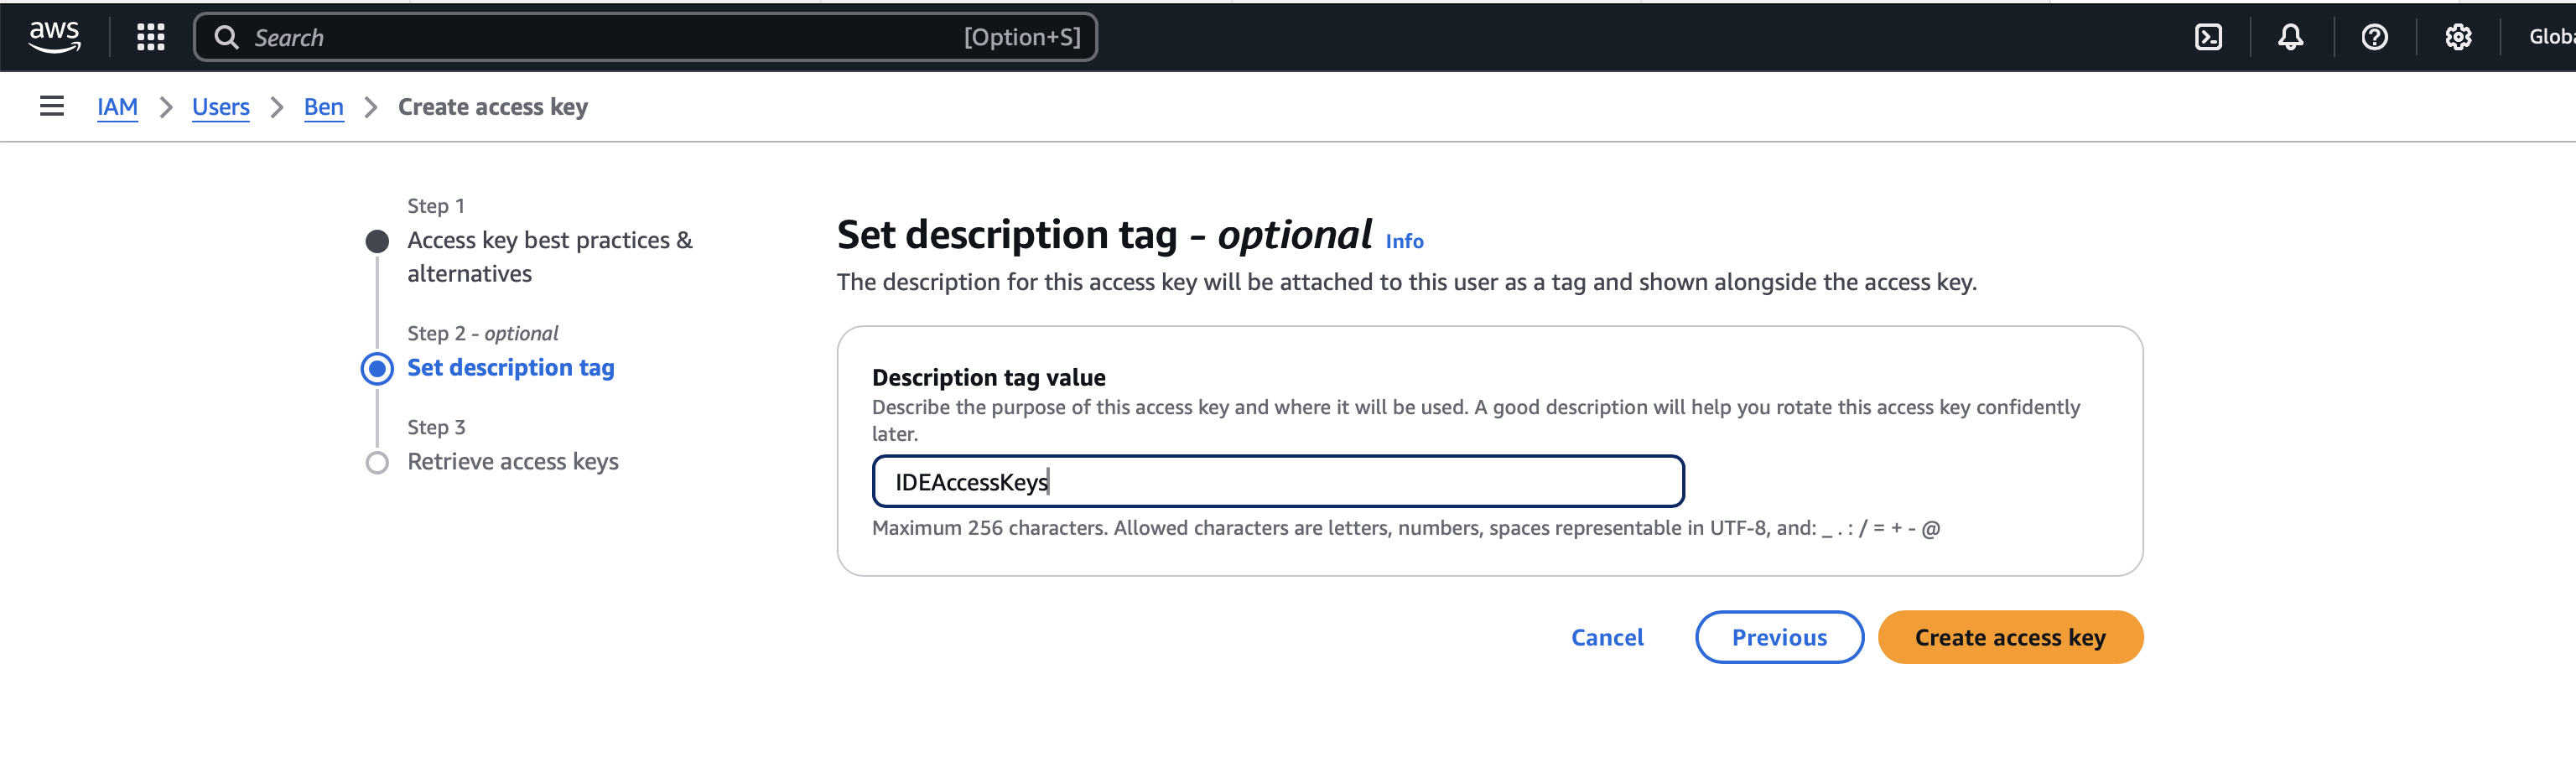 aws
Search [Option+S]
Globa
IAM > Users > Ben > Create access key
Step 1
Access key best practices &
alternatives
Step 2 - optional
Set description tag
Step 3
Retrieve access keys
Set description tag - optional Info
The description for this access key will be attached to this user as a tag and shown alongside the access key.
Description tag value
Describe the purpose of this access key and where it will be used. A good description will help you rotate this access key confidently
later.
IDEAccessKeys
Maximum 256 characters. Allowed characters are letters, numbers, spaces representable in UTF-8, and: _ . : / = + - @
Cancel Previous Create access key